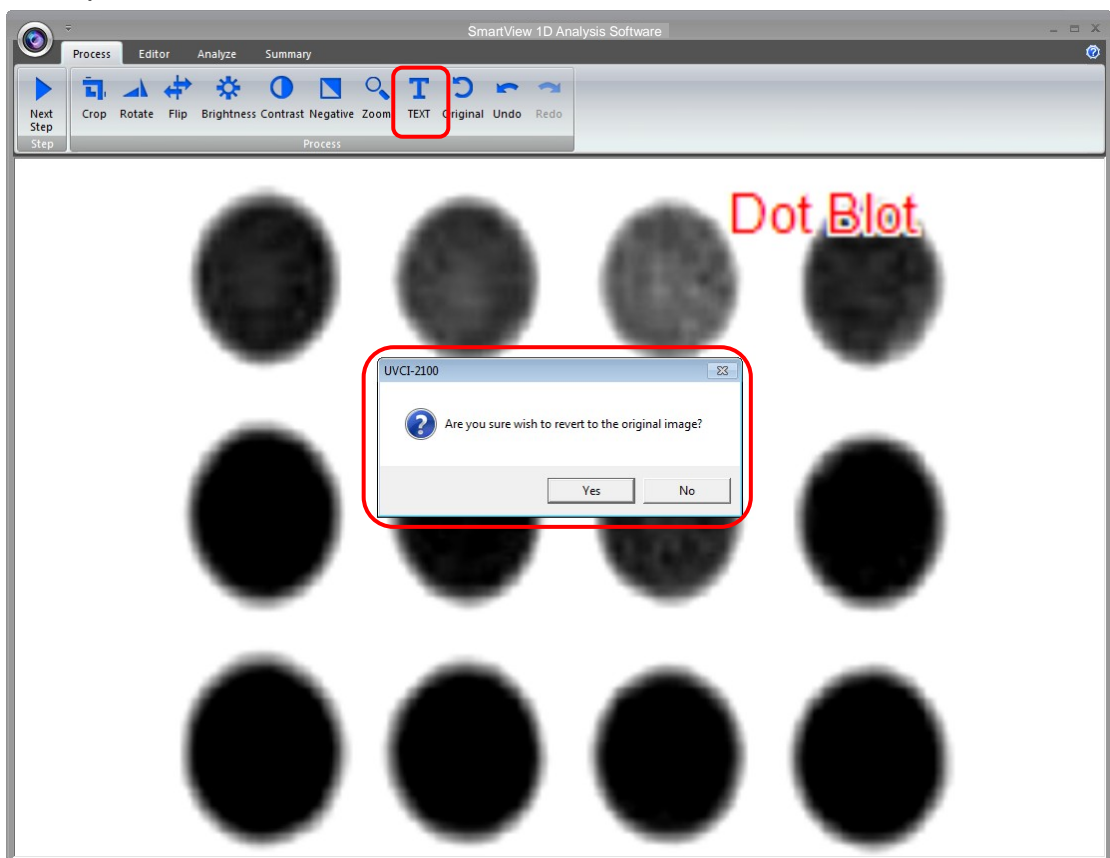 SmartView 1D Analysis Software
Process Editor Analyze Summary
Next Step Crop Rotate Flip Brightness Contrast Negative Zoom TEXT Original Undo Redo
Step Process
Dot Blot
UVCI-2100
Are you sure wish to revert to the original image?
Yes No